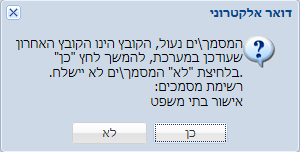 דואר אלקטרוני
המסמך\ים נעול, הקובץ הינו הקובץ האחרון
שעודכן במערכת, להמשך לחץ "כן"
.בלחיצת "לא" המסמך\ים לא יישלח
רשימת מסמכים:
אישור בתי משפט
כן
לא